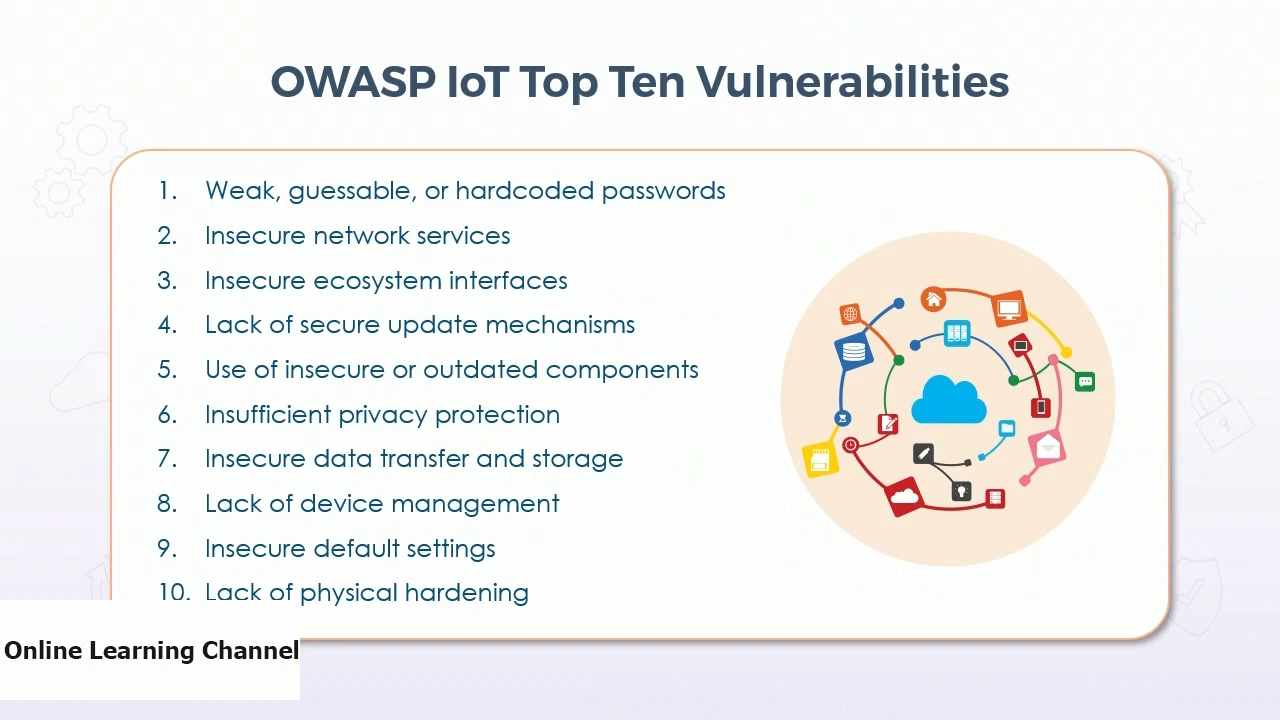 OWASP IoT Top Ten Vulnerabilities
1. Weak, guessable, or hardcoded passwords
2. Insecure network services
3. Insecure ecosystem interfaces
4. Lack of secure update mechanisms
5. Use of insecure or outdated components
6. Insufficient privacy protection
7. Insecure data transfer and storage
8. Lack of device management
9. Insecure default settings
10. Lack of physical hardening
Online Learning Channel